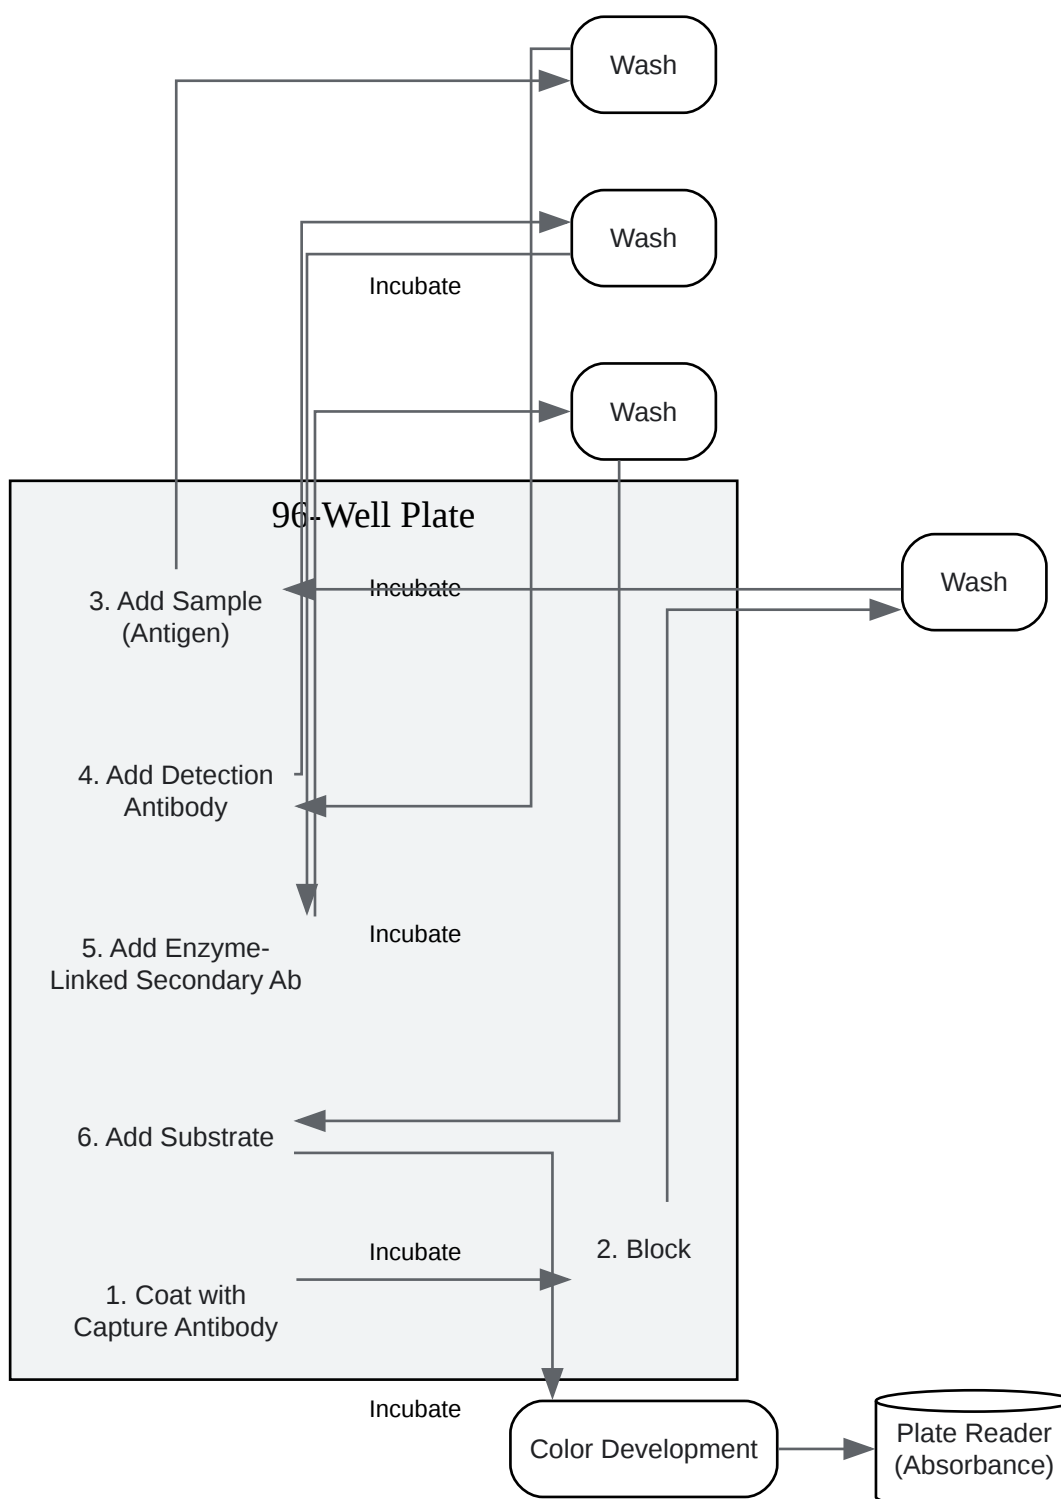 Wash
Wash
Incubate
Wash
96-Well Plate
Incubate
Wash
3. Add Sample
(Antigen)
4. Add Detection
Antibody
Incubate
5. Add Enzyme-
Linked Secondary Ab
6. Add Substrate
Incubate
2. Block
1. Coat with
Capture Antibody
Incubate
Color Development
Plate Reader
(Absorbance)